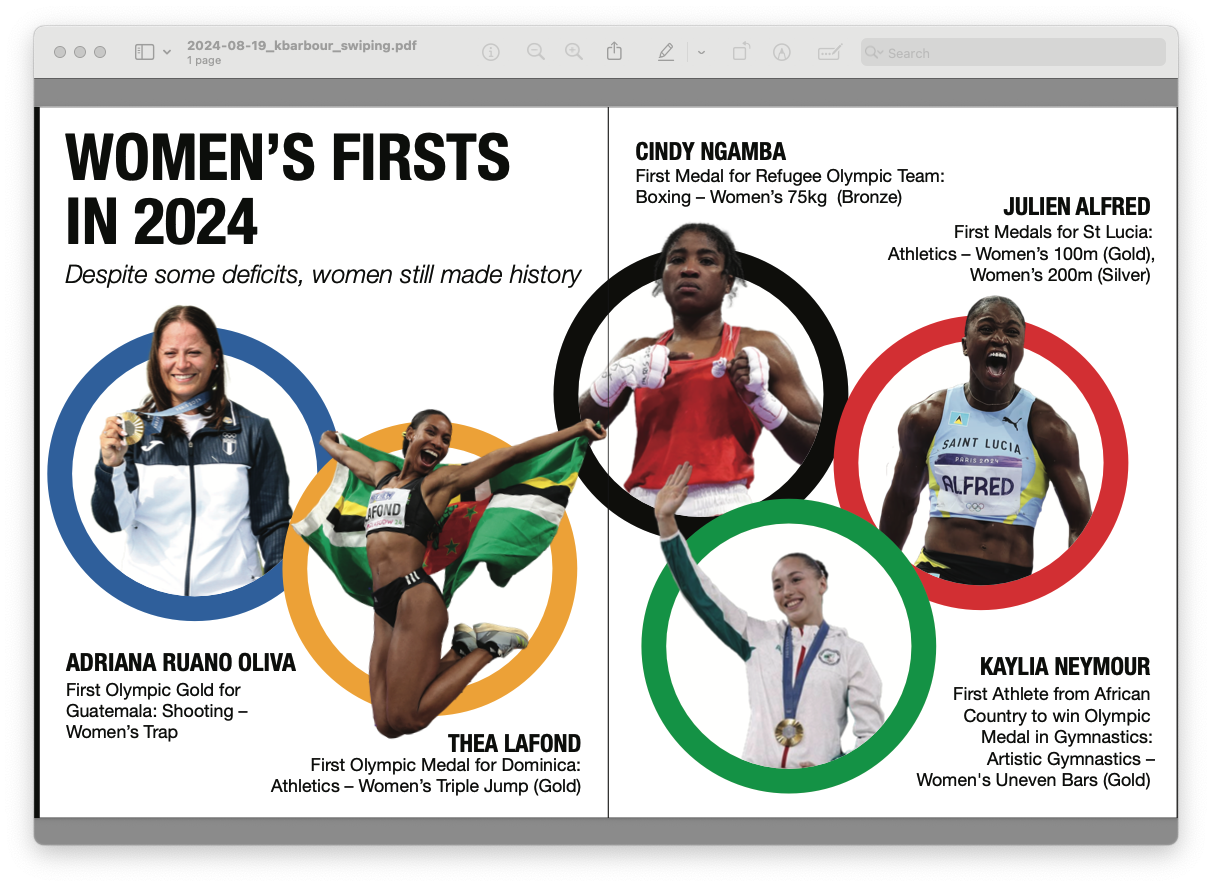 2024-08-19_kbarbour_swiping.pdf
1 page
Search
WOMEN’S FIRSTS
IN 2024
Despite some deficits, women still made history
ADRIANA RUANO OLIVA
First Olympic Gold for
Guatemala: Shooting –
Women’s Trap
LAFOND
THEA LAFOND
First Olympic Medal for Dominica:
Athletics – Women’s Triple Jump (Gold)
CINDY NGAMBA
First Medal for Refugee Olympic Team:
Boxing – Women’s 75kg (Bronze)
JULIEN ALFRED
First Medals for St Lucia:
Athletics – Women’s 100m (Gold),
Women’s 200m (Silver)
SAINT LUCIA
PARIS 2024
ALFRED
KAYLIA NEYMOUR
First Athlete from African
Country to win Olympic
Medal in Gymnastics:
Artistic Gymnastics –
Women's Uneven Bars (Gold)